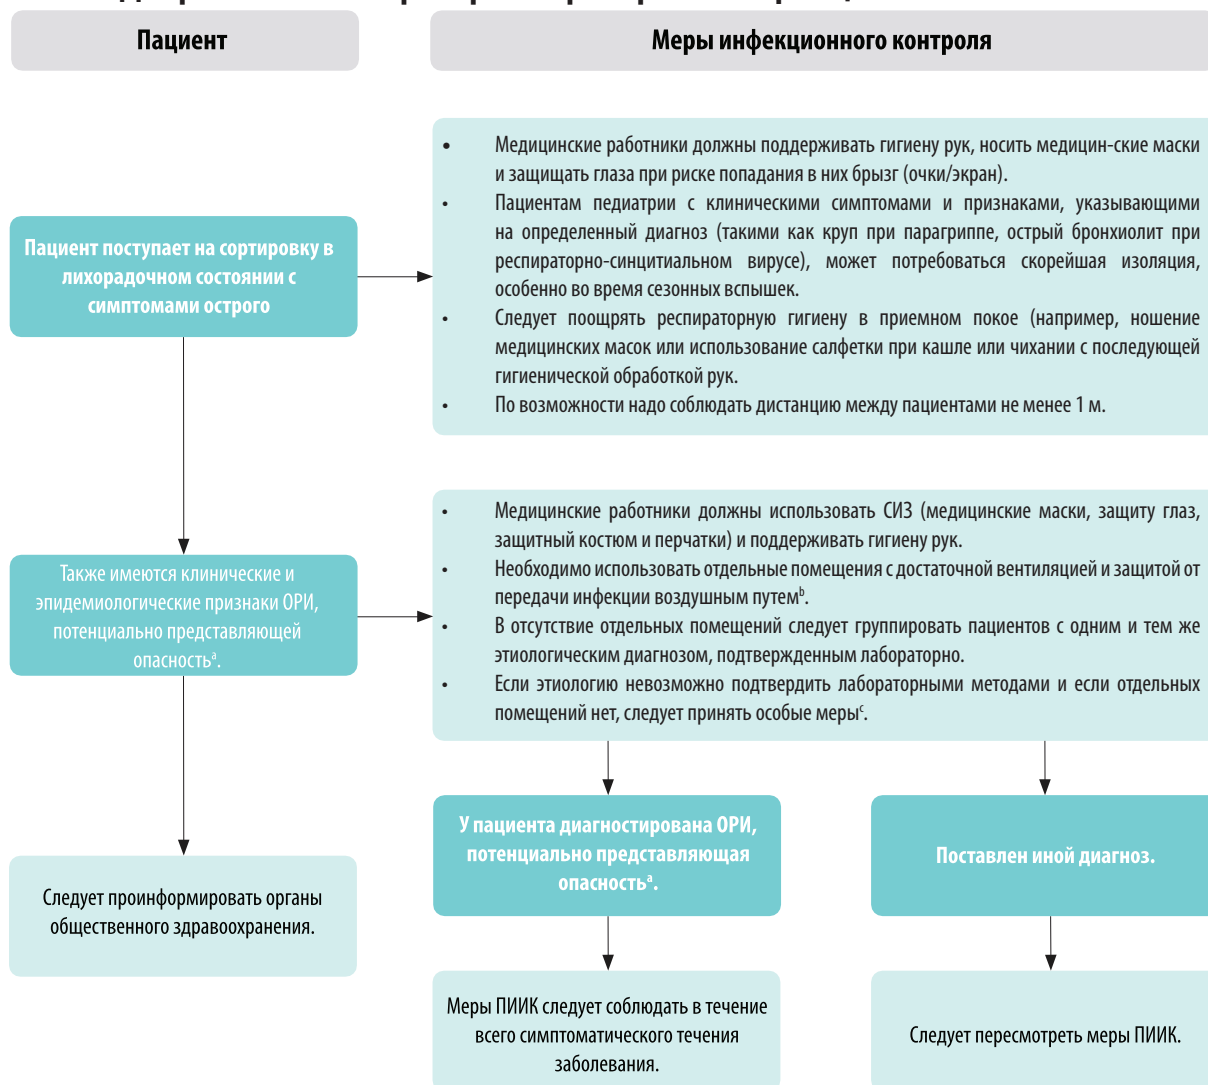 Пациент
Меры инфекционного контроля
Пациент поступает на сортировку в
лихорадочном состоянии с
симптомами острого
• Медицинские работники должны поддерживать гигиену рук, носить медицин-ские маски
и защищать глаза при риске попадания в них брызг (очки/экран).
• Пациентам педиатрии с клиническими симптомами и признаками, указывающими
на определенный диагноз (такими как круп при парагриппе, острый бронхиолит при
респираторно-синцитиальном вирусе), может потребоваться скорейшая изоляция,
особенно во время сезонных вспышек.
• Следует поощрять респираторную гигиену в приемном покое (например, ношение
медицинских масок или использование салфетки при кашле или чихании с последующей
гигиенической обработкой рук.
• По возможности надо соблюдать дистанцию между пациентами не менее 1 м.
Также имеются клинические и
эпидемиологические признаки ОРИ,
потенциально представляющей
опасностьª.
• Медицинские работники должны использовать СИЗ (медицинские маски, защиту глаз,
защитный костюм и перчатки) и поддерживать гигиену рук.
• Необходимо использовать отдельные помещения с достаточной вентиляцией и защитой от
передачи инфекции воздушным путемᵇ.
• В отсутствие отдельных помещений следует группировать пациентов с одним и тем же
этиологическим диагнозом, подтвержденным лабораторно.
• Если этиологию невозможно подтвердить лабораторными методами и если отдельных
помещений нет, следует принять особые мерыᶜ.
Следует проинформировать органы
общественного здравоохранения.
У пациента диагностирована ОРИ,
потенциально представляющая
опасностьª.
Поставлен иной диагноз.
Меры ПИИК следует соблюдать в течение
всего симптоматического течения
заболевания.
Следует пересмотреть меры ПИИК.